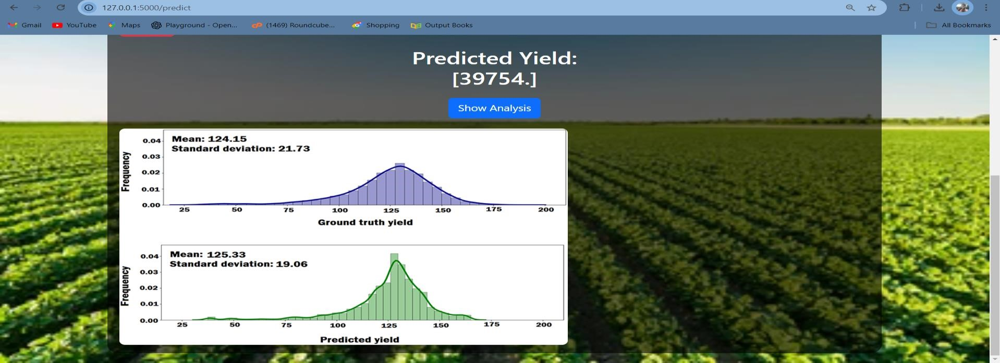 127.0.0.1:5000/predict
Gmail YouTube Maps Playground - Open... (1469) Roundcube... Shopping Output Books All Bookmarks
Predicted Yield:
[39754.]
Show Analysis
Mean: 124.15
Standard deviation: 21.73
Frequency
0.04
0.03
0.02
0.01
0.00
25 50 75 100 125 150 175 200
Ground truth yield
Mean: 125.33
Standard deviation: 19.06
Frequency
0.04
0.03
0.02
0.01
0.00
25 50 75 100 125 150 175 200
Predicted yield